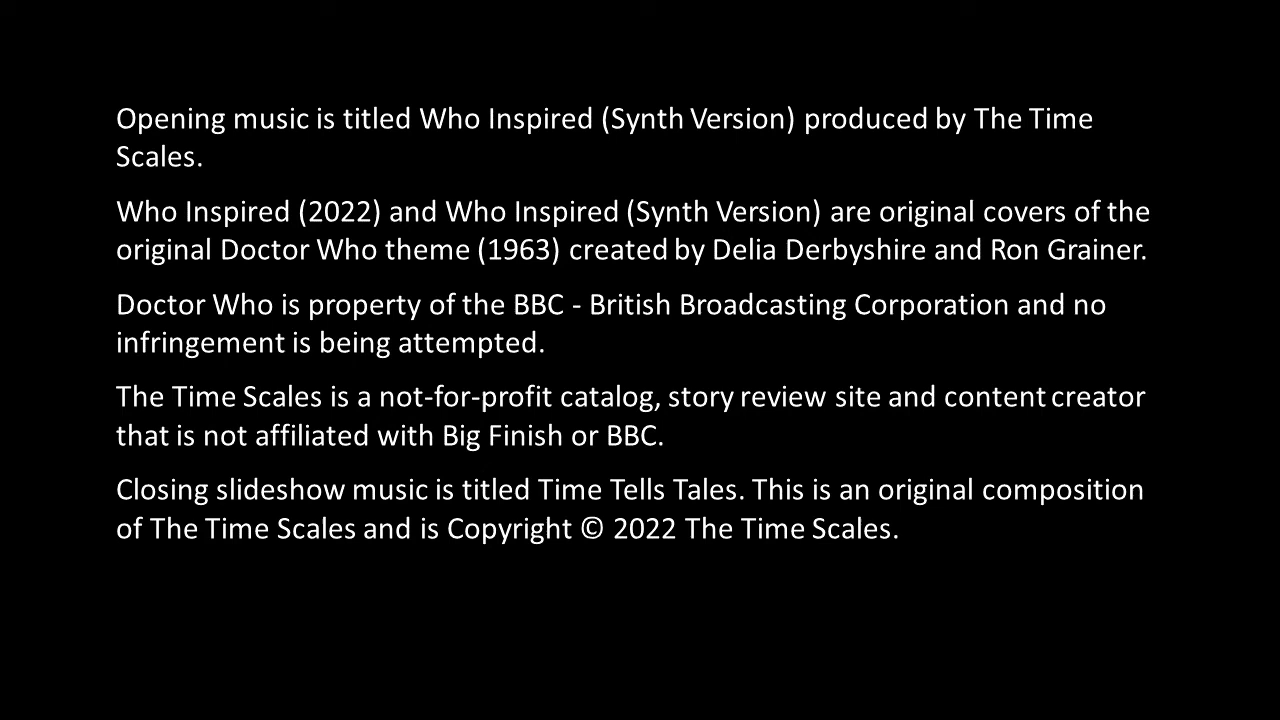 Opening music is titled Who Inspired (Synth Version) produced by The Time
Scales.
Who Inspired (2022) and Who Inspired (Synth Version) are original covers of the
original Doctor Who theme (1963) created by Delia Derbyshire and Ron Grainer.
Doctor Who is property of the BBC - British Broadcasting Corporation and no
infringement is being attempted.
The Time Scales is a not-for-profit catalog, story review site and content creator
that is not affiliated with Big Finish or BBC.
Closing slideshow music is titled Time Tells Tales. This is an original composition
of The Time Scales and is Copyright © 2022 The Time Scales.